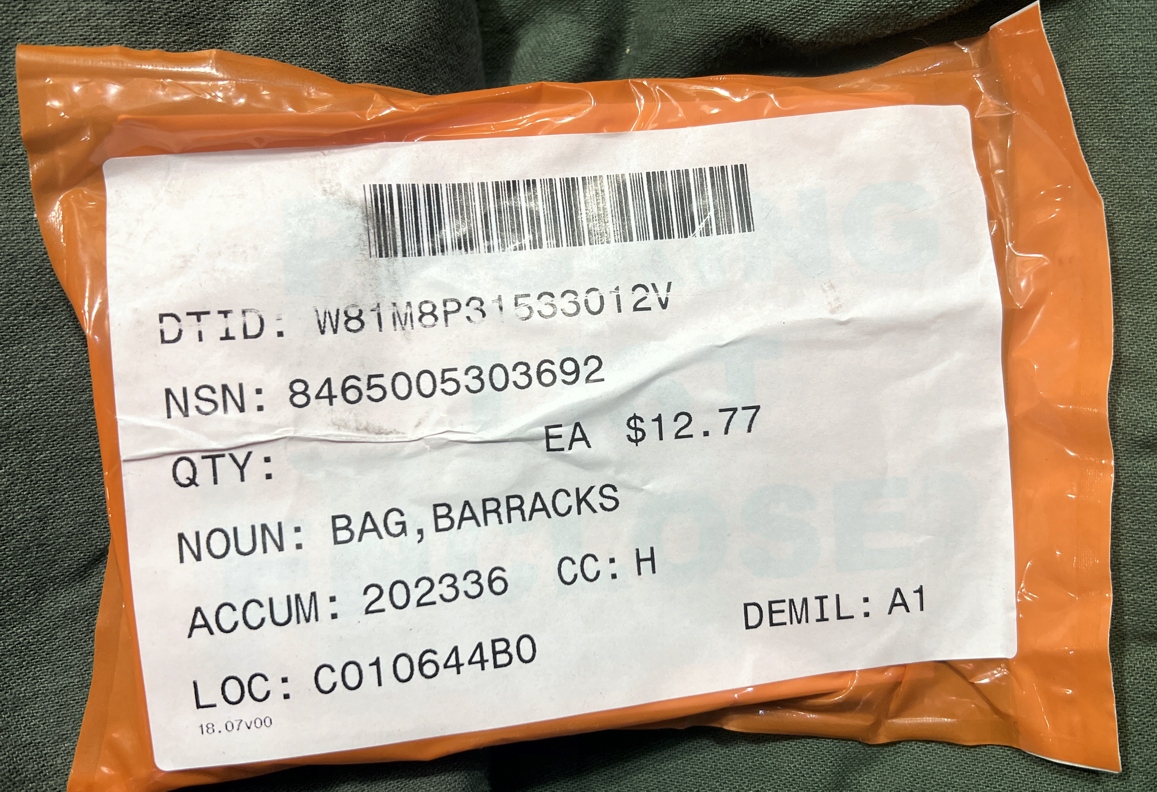 DTID: W81M8P31533012V
NSN: 8465005303692
QTY: EA $12.77
NOUN: BAG,BARRACKS
ACCUM: 202336 CC: H
DEMIL: A1
LOC: C010644B0
18.07v00